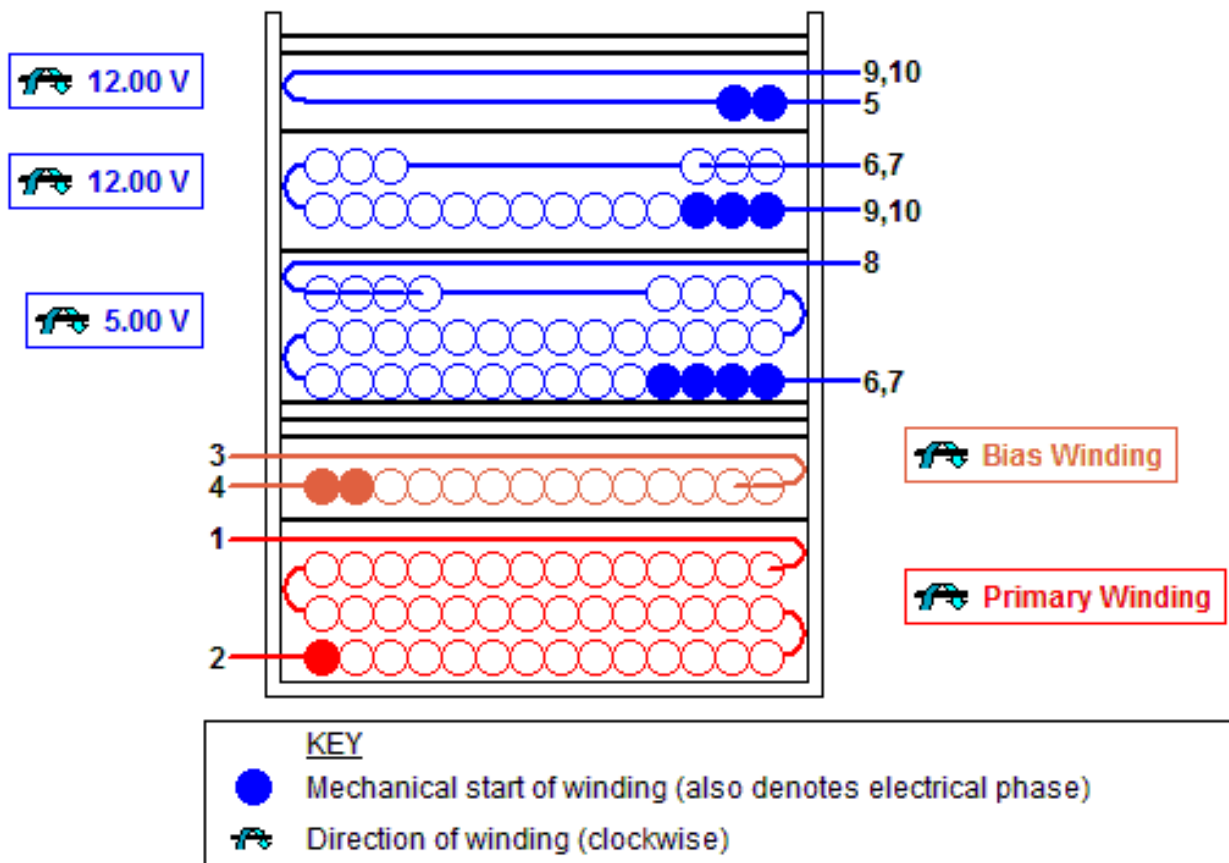 9,10
12.00 V
5
6,7
12.00 V
9,10
8
5.00 V
6,7
3
Bias Winding
4
1
Primary Winding
2
KEY
Mechanical start of winding (also denotes electrical phase)
Direction of winding (clockwise)